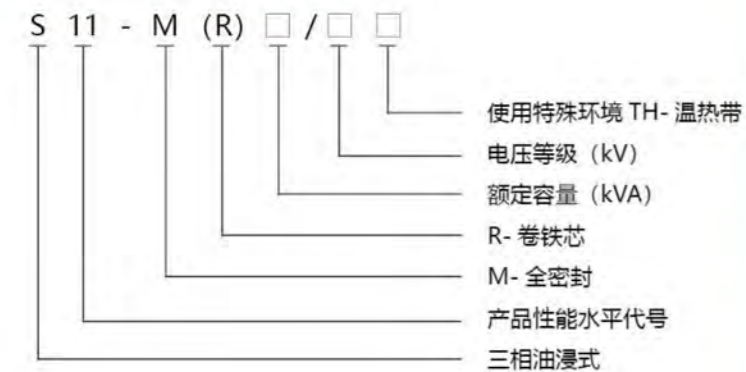 S 11 - M (R) □ / □ □
使用特殊环境 TH- 温热带
电压等级（kV）
额定容量（kVA）
R- 卷铁芯
M- 全密封
产品性能水平代号
三相油浸式